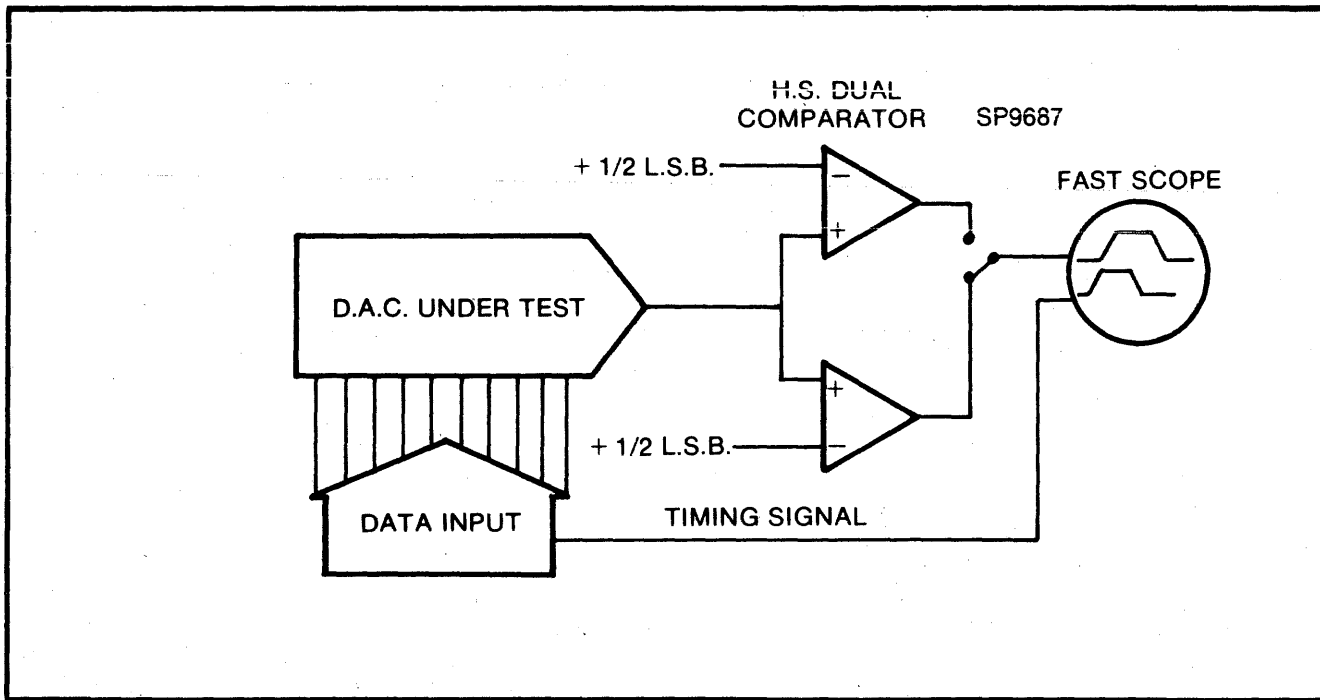 H.S. DUAL
COMPARATOR SP9687
+ 1/2 L.S.B.
−
+
FAST SCOPE
D.A.C. UNDER TEST
+
−
+ 1/2 L.S.B.
DATA INPUT
TIMING SIGNAL